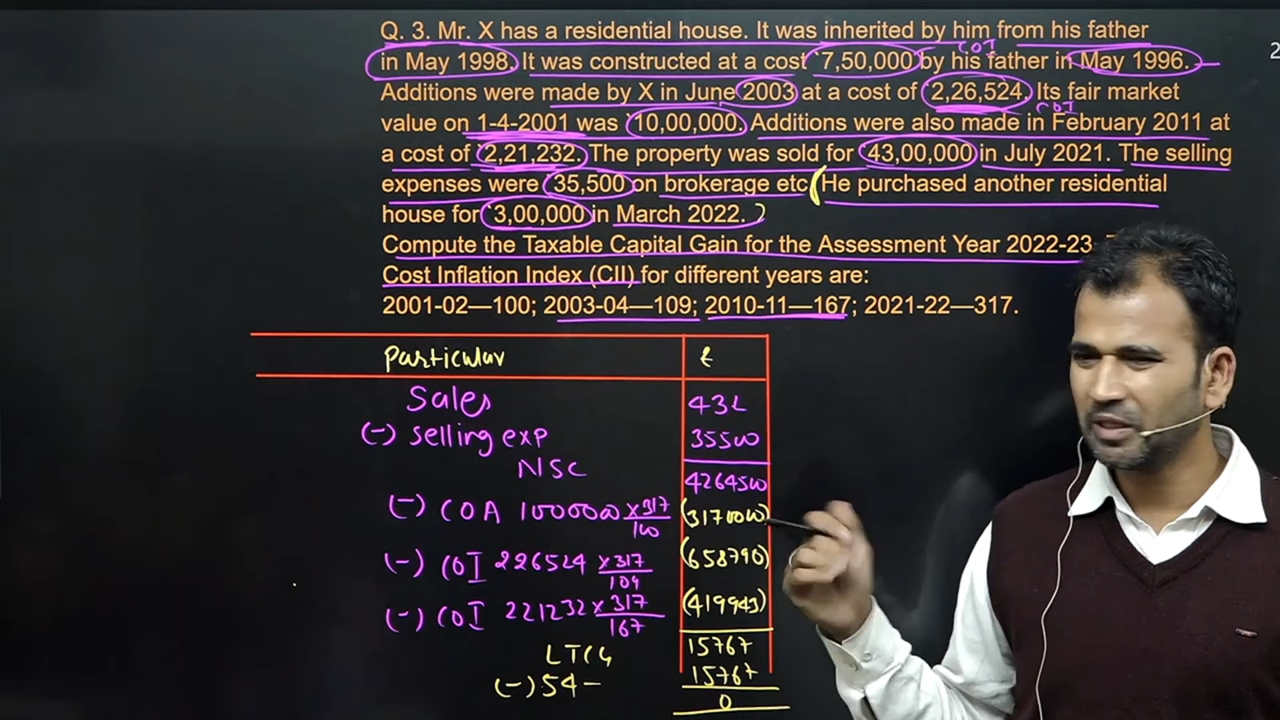 Q. 3. Mr. X has a residential house. It was inherited by him from his father
in May 1998. It was constructed at a cost `7,50,000 by his father in May 1996.
COI
Additions were made by X in June 2003 at a cost of `2,26,524. Its fair market
COI
value on 1-4-2001 was `10,00,000. Additions were also made in February 2011 at
a cost of `2,21,232. The property was sold for `43,00,000 in July 2021. The selling
expenses were `35,500 on brokerage etc. (He purchased another residential
house for `3,00,000 in March 2022. )
Compute the Taxable Capital Gain for the Assessment Year 2022-23
Cost Inflation Index (CII) for different years are:
2001-02—100; 2003-04—109; 2010-11—167; 2021-22—317.
2
Particular ₹
Sales 43L
(-) Selling exp 35500
NSC 4264500
(-) COA 1000000 × 317/100 (3170000)
(-) COI 226524 × 317/109 (658790)
(-) COI 221232 × 317/167 (419943)
LTCG 15767
(-) 54 - 15767
0